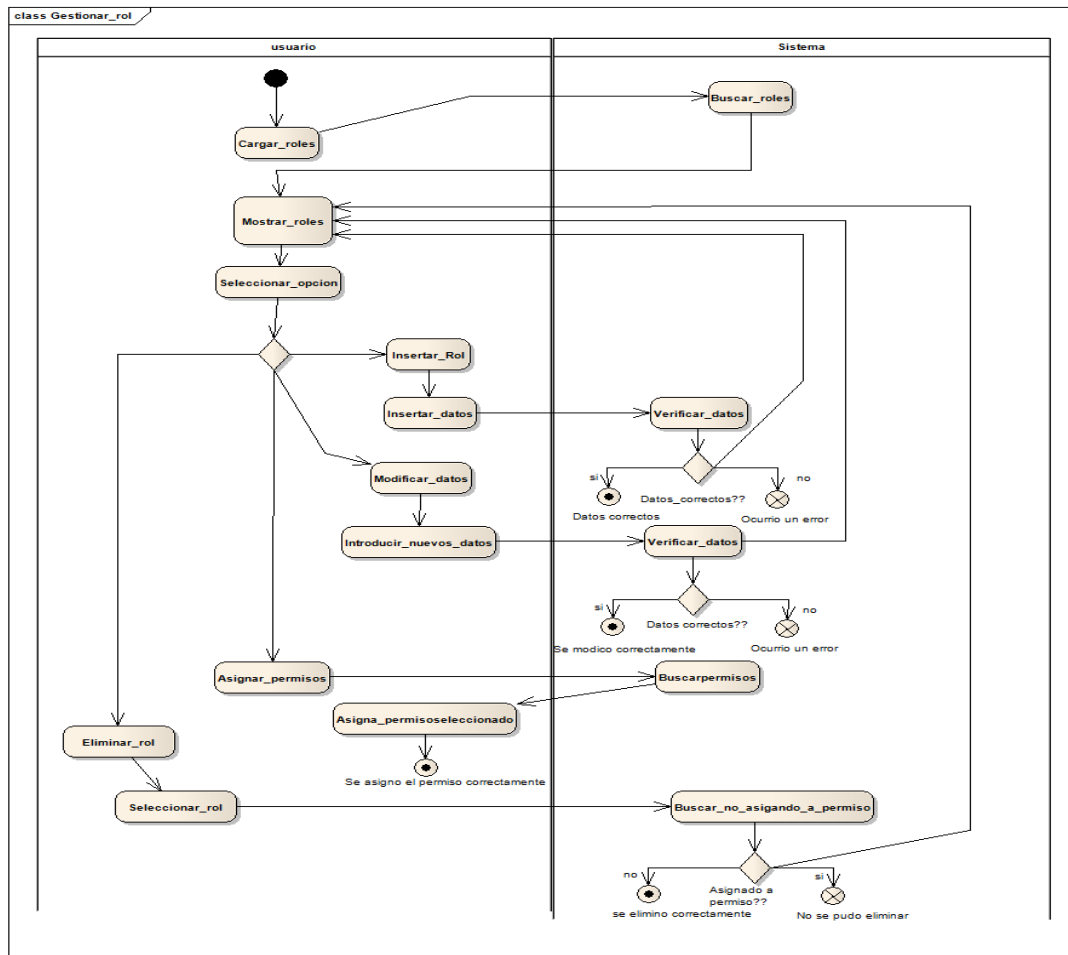 class Gestionar_rol
usuario
Sistema
Buscar_roles
Cargar_roles
Mostrar_roles
Seleccionar_opcion
Insertar_Rol
Insertar_datos
Verificar_datos
Modificar_datos
si
Datos_correctos??
no
Datos correctos
Ocurrio un error
Introducir_nuevos_datos
Verificar_datos
si
Datos correctos??
no
Se modico correctamente
Ocurrio un error
Asignar_permisos
Buscarpermisos
Asigna_permisoseleccionado
Eliminar_rol
Se asigno el permiso correctamente
Seleccionar_rol
Buscar_no_asigando_a_permiso
no
Asignado a
permiso??
si
se elimino correctamente
No se pudo eliminar